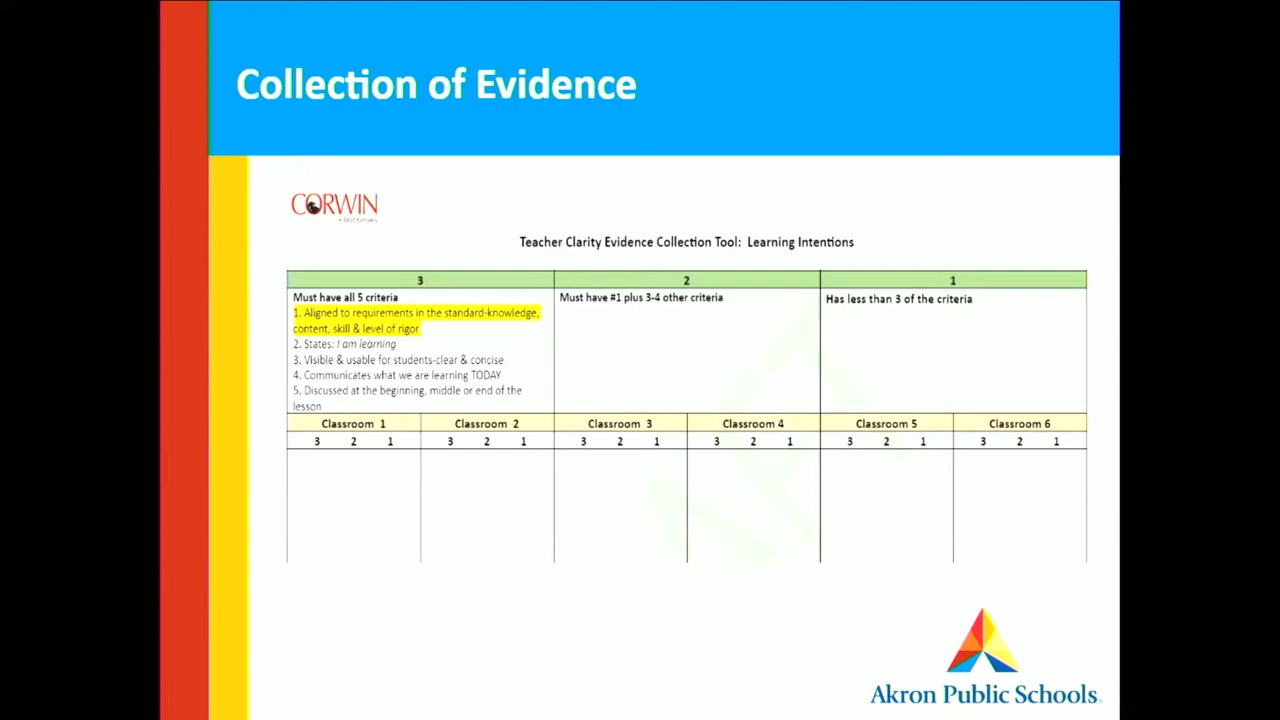 Collection of Evidence
CORWIN
Teacher Clarity Evidence Collection Tool: Learning Intentions
3
2
1
Must have all 5 criteria
1. Aligned to requirements in the standard-knowledge,
content, skill & level of rigor
2. States: I am learning
3. Visible & usable for students-clear & concise
4. Communicates what we are learning TODAY
5. Discussed at the beginning, middle or end of the
lesson
Must have #1 plus 3-4 other criteria
Has less than 3 of the criteria
Classroom 1
Classroom 2
Classroom 3
Classroom 4
Classroom 5
Classroom 6
3 2 1
3 2 1
3 2 1
3 2 1
3 2 1
3 2 1
Akron Public Schools